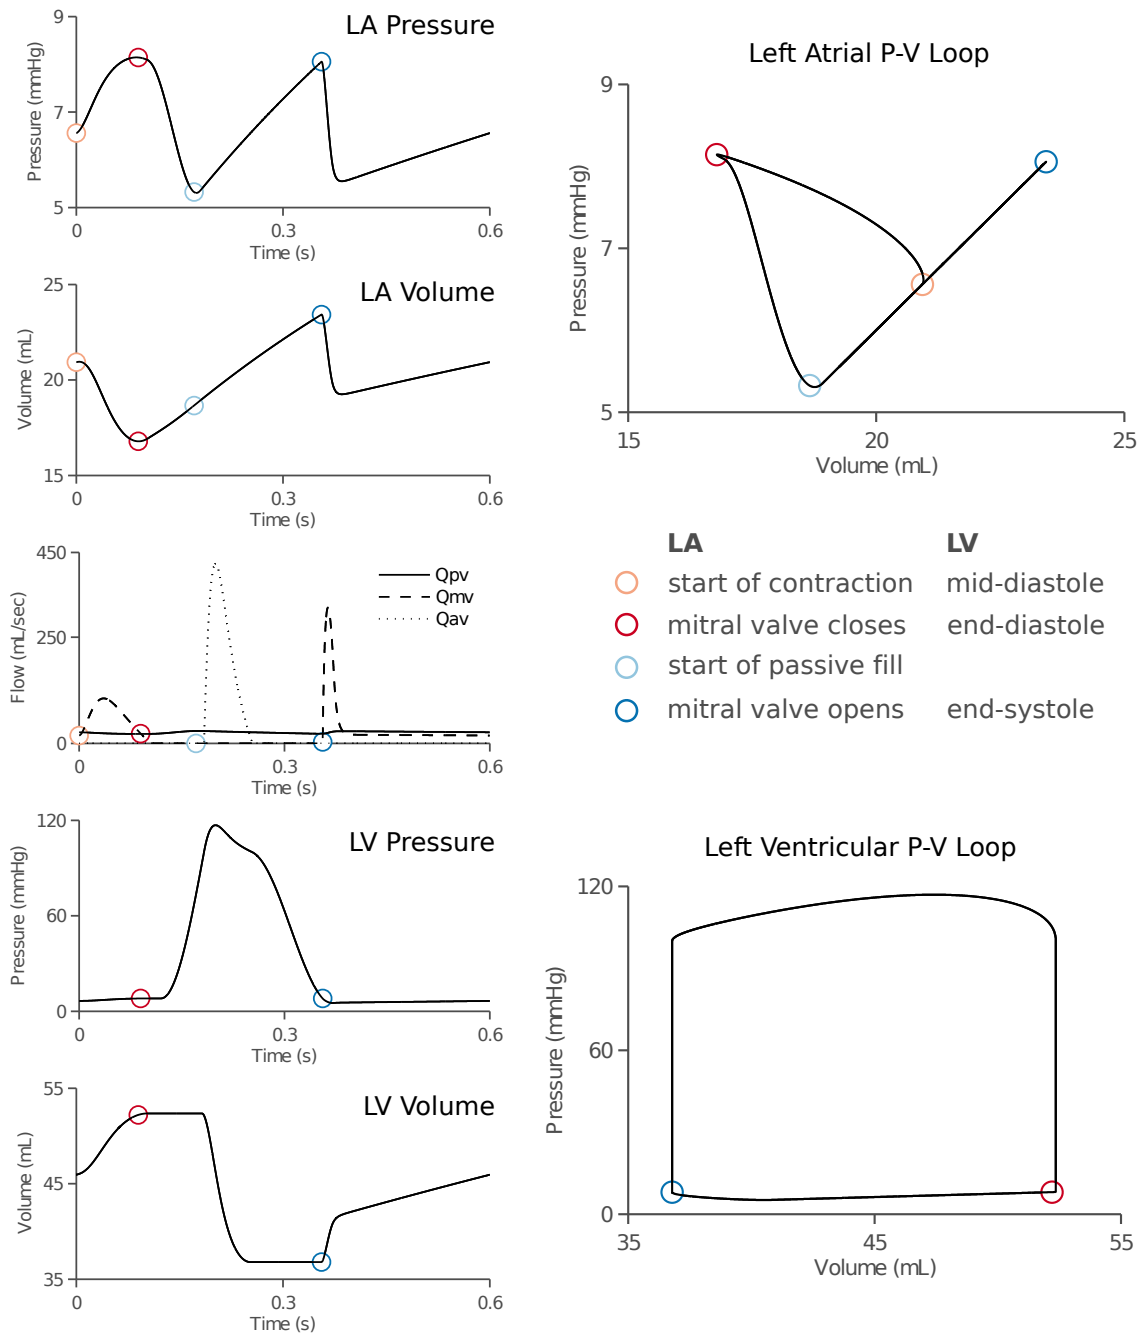 LA Pressure
Pressure (mmHg)
9
7
5
0
0.3
0.6
Time (s)
LA Volume
Volume (mL)
25
20
15
0
0.3
0.6
Time (s)
Flow (mL/sec)
450
250
0
Qpv
Qmv
Qav
0
0.3
0.6
Time (s)
LV Pressure
Pressure (mmHg)
120
60
0
0
0.3
0.6
Time (s)
LV Volume
Volume (mL)
55
45
35
0
0.3
0.6
Time (s)
Left Atrial P-V Loop
Pressure (mmHg)
9
7
5
15
20
25
Volume (mL)
LA LV
start of contraction mid-diastole
mitral valve closes end-diastole
start of passive fill
mitral valve opens end-systole
Left Ventricular P-V Loop
Pressure (mmHg)
120
60
0
35
45
55
Volume (mL)